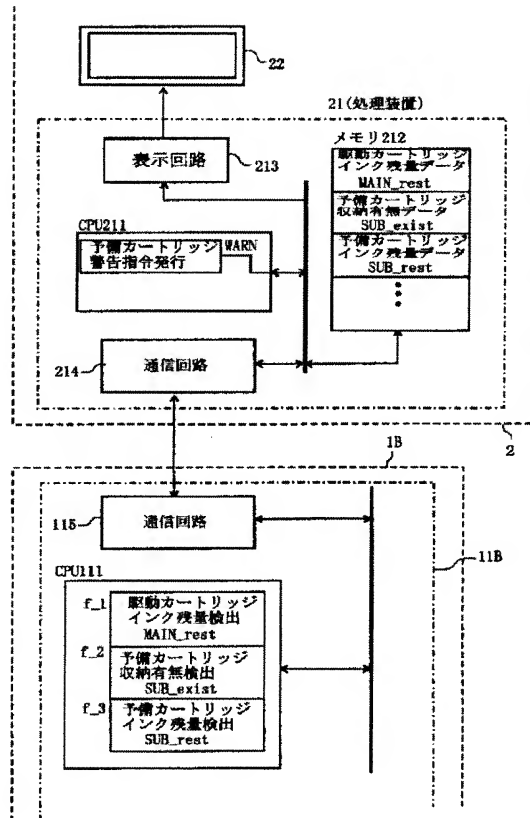 22
21(処理装置)
メモリ212
表示回路
213
駆動カートリッジ
インク残量データ
MAIN_rest
予備カートリッジ
収納有無データ
SUB_exist
予備カートリッジ
インク残量データ
SUB_rest
CPU211
予備カートリッジ
警告指令発行
WARN
214
通信回路
2
1B
115
通信回路
11B
CPU111
f_1
駆動カートリッジ
インク残量検出
MAIN_rest
f_2
予備カートリッジ
収納有無検出
SUB_exist
f_3
予備カートリッジ
インク残量検出
SUB_rest